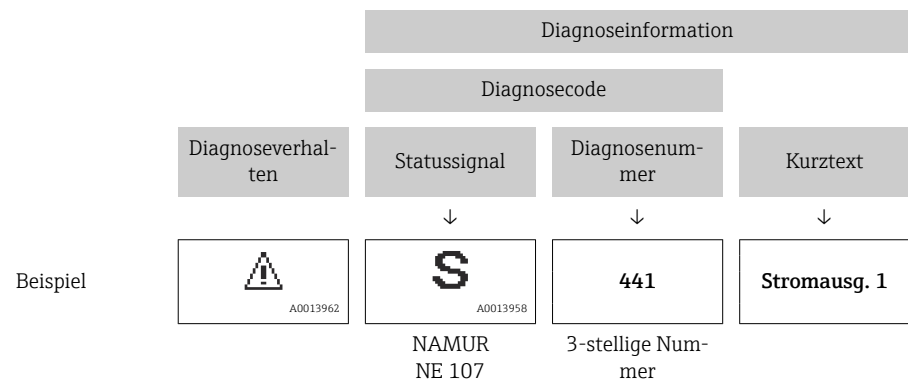 Diagnoseinformation
Diagnosecode
Diagnoseverhal-
ten
Statussignal
Diagnosenum-
mer
Kurztext
↓ ↓ ↓
Beispiel
A0013962
S
A0013958
441
Stromausg. 1
NAMUR
NE 107
3-stellige Num-
mer